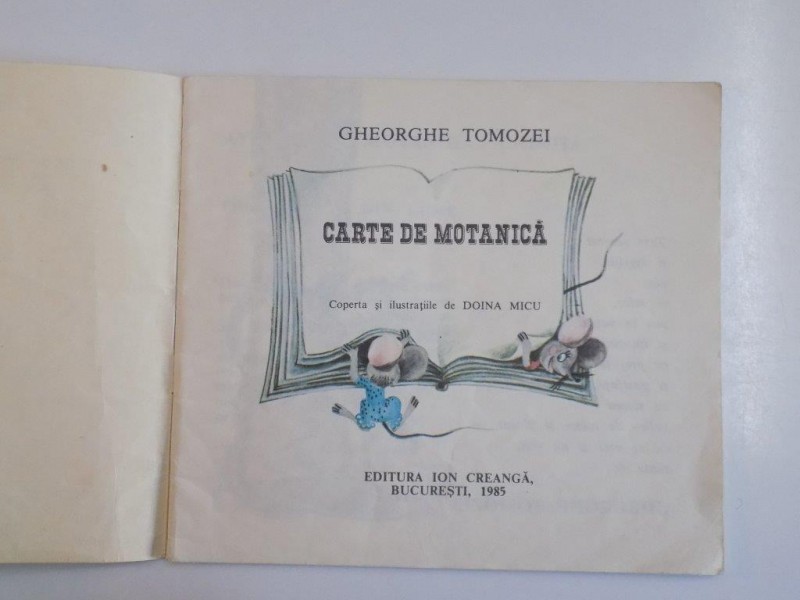 GHEORGHE TOMOZEI
CARTE DE MOTANICĂ
Coperta și ilustrațiile de DOINA MICU
EDITURA ION CREANGĂ,
BUCUREȘTI, 1985